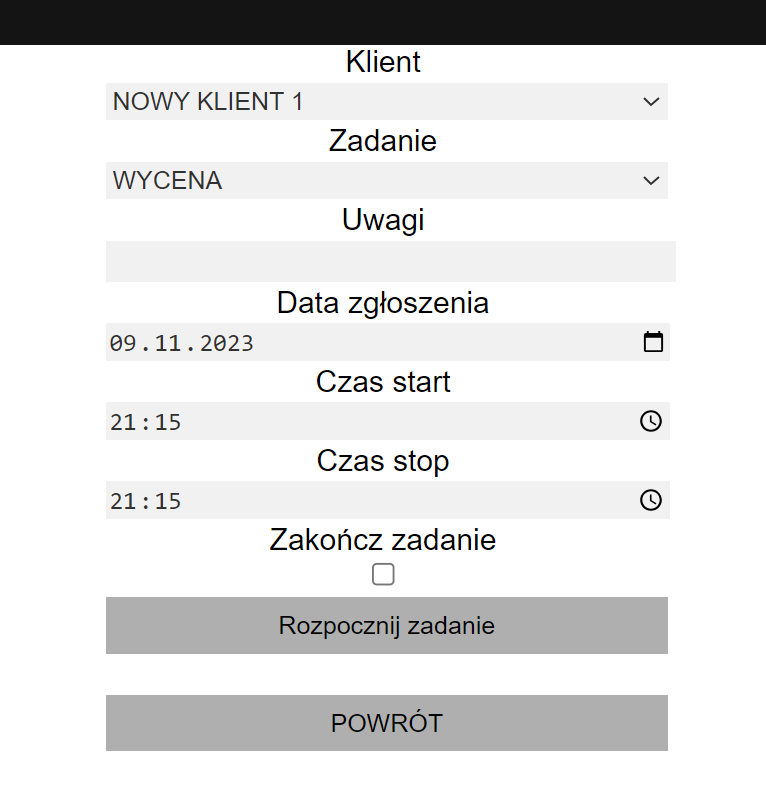 Klient
NOWY KLIENT 1
Zadanie
WYCENA
Uwagi
Data zgłoszenia
09.11.2023
Czas start
21:15
Czas stop
21:15
Zakończ zadanie
Rozpocznij zadanie
POWRÓT